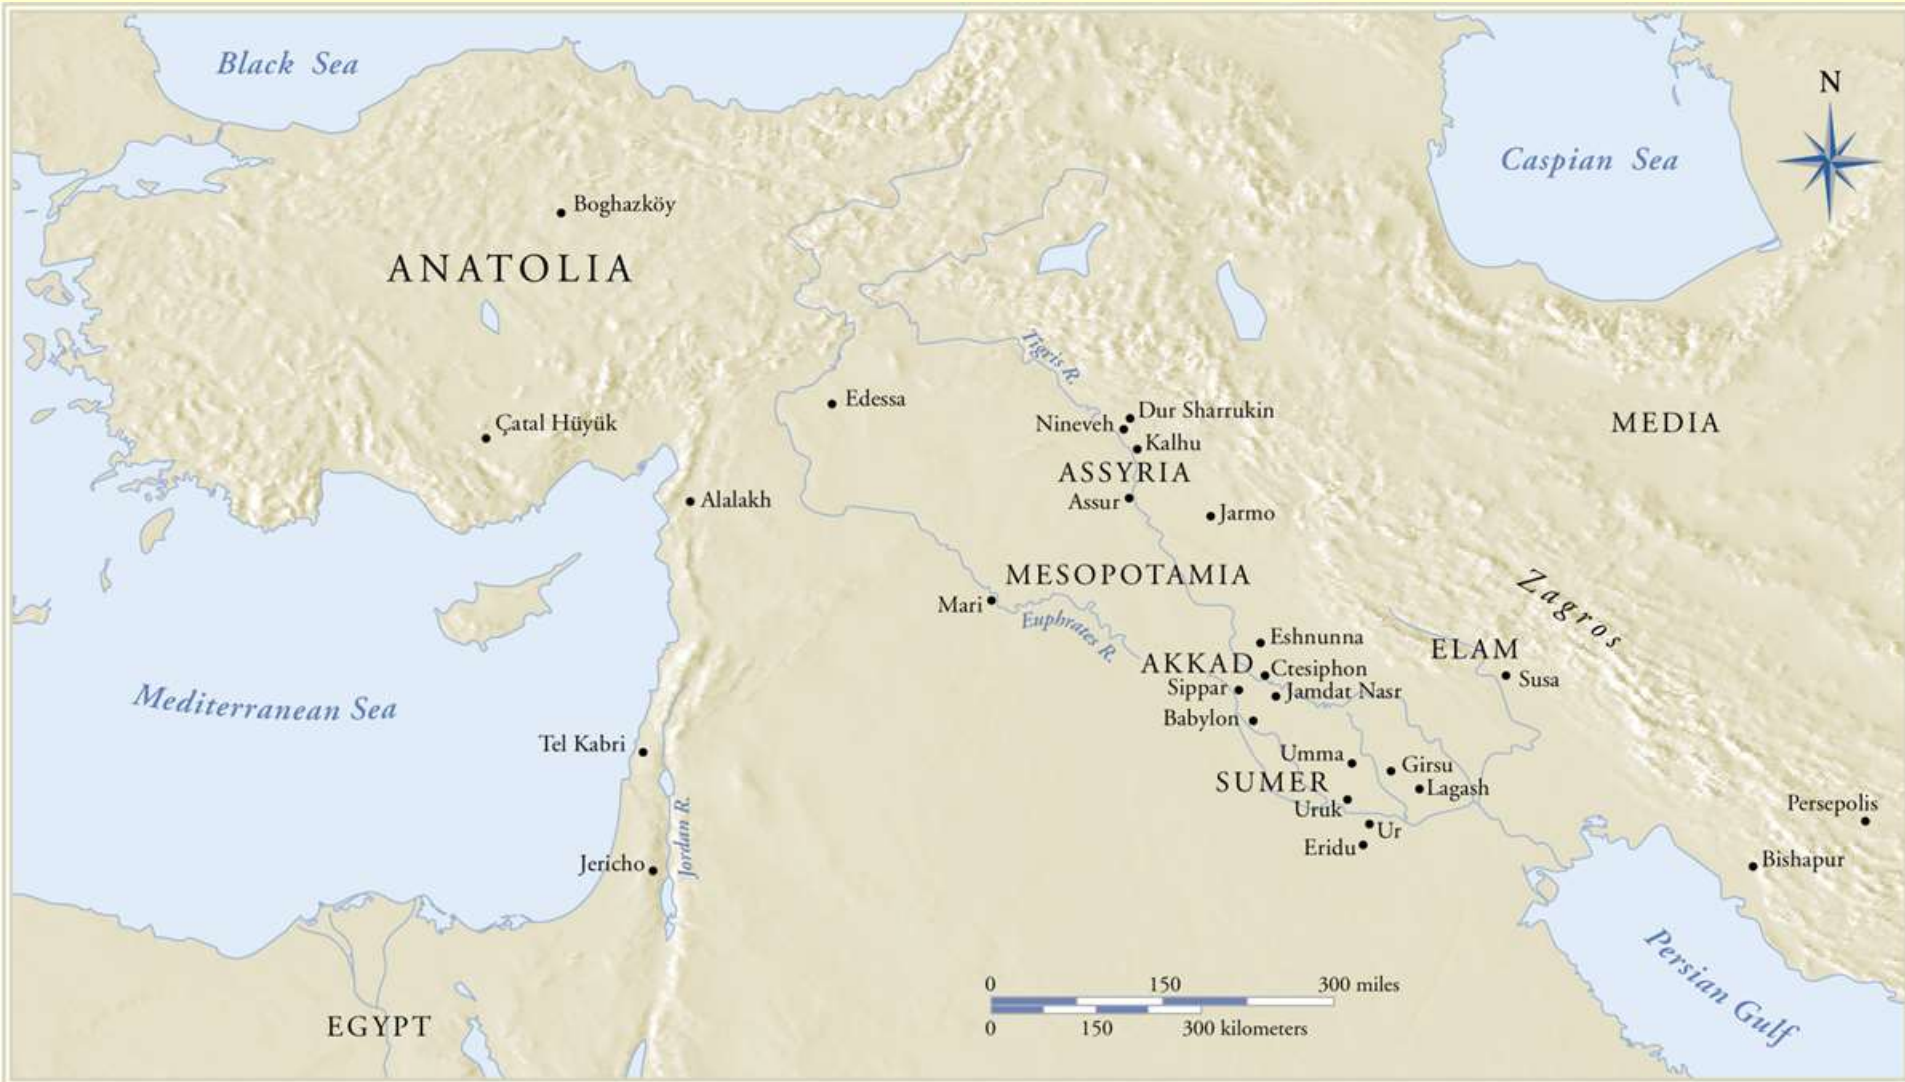 Black Sea
N
Caspian Sea
Boghazköy
ANATOLIA
Tigris R.
Edessa
Çatal Hüyük
Dur Sharrukin
Nineveh
Kalhu
MEDIA
ASSYRIA
Alalakh
Assur
Jarmo
MESOPOTAMIA
Mari
Euphrates R.
Zagros
Eshnunna
ELAM
AKKAD
Ctesiphon
Susa
Sippar
Jamdat Nasr
Mediterranean Sea
Babylon
Tel Kabri
Umma
Girsu
SUMER
Lagash
Uruk
Persepolis
Ur
Jordan R.
Eridu
Jericho
Bishapur
Persian Gulf
0 150 300 miles
0 150 300 kilometers
EGYPT